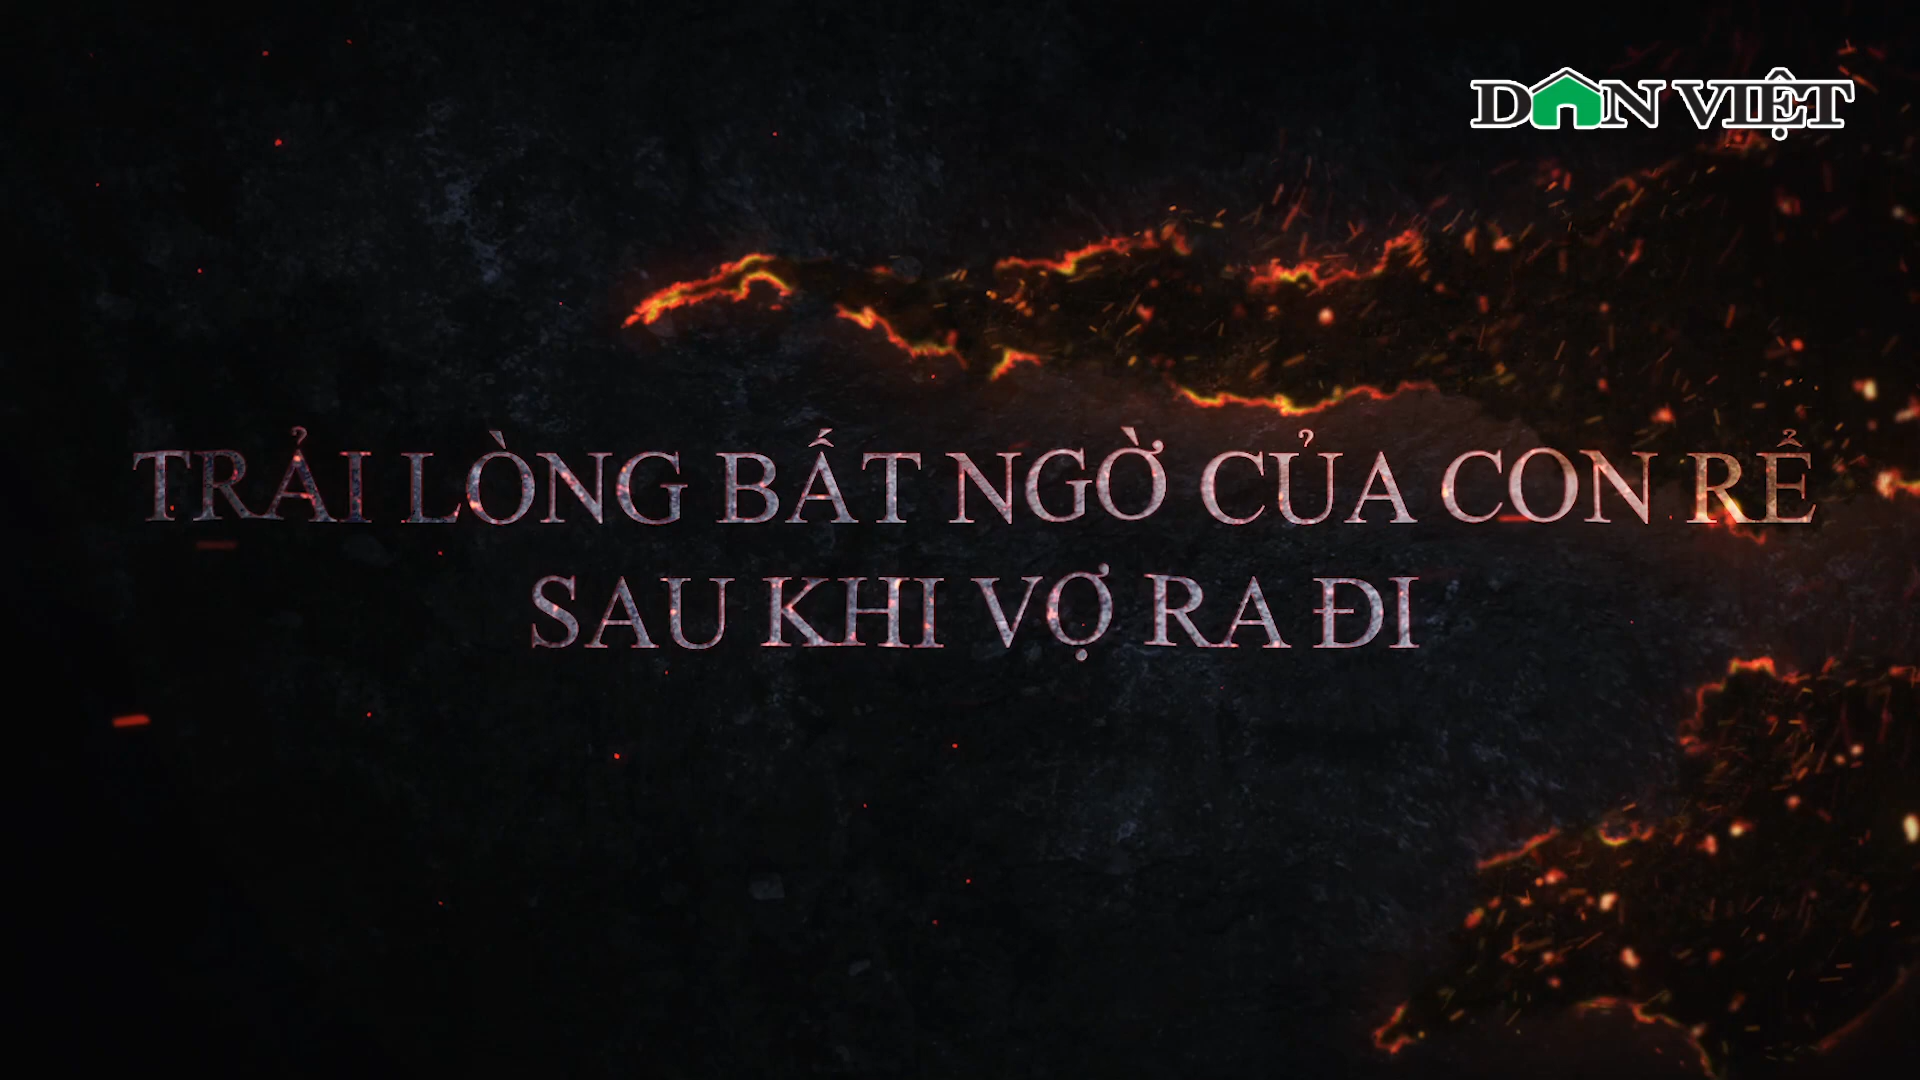 DÂN VIỆT
TRẢI LÒNG BẤT NGỜ CỦA CON RỂ
SAU KHI VỢ RA ĐI